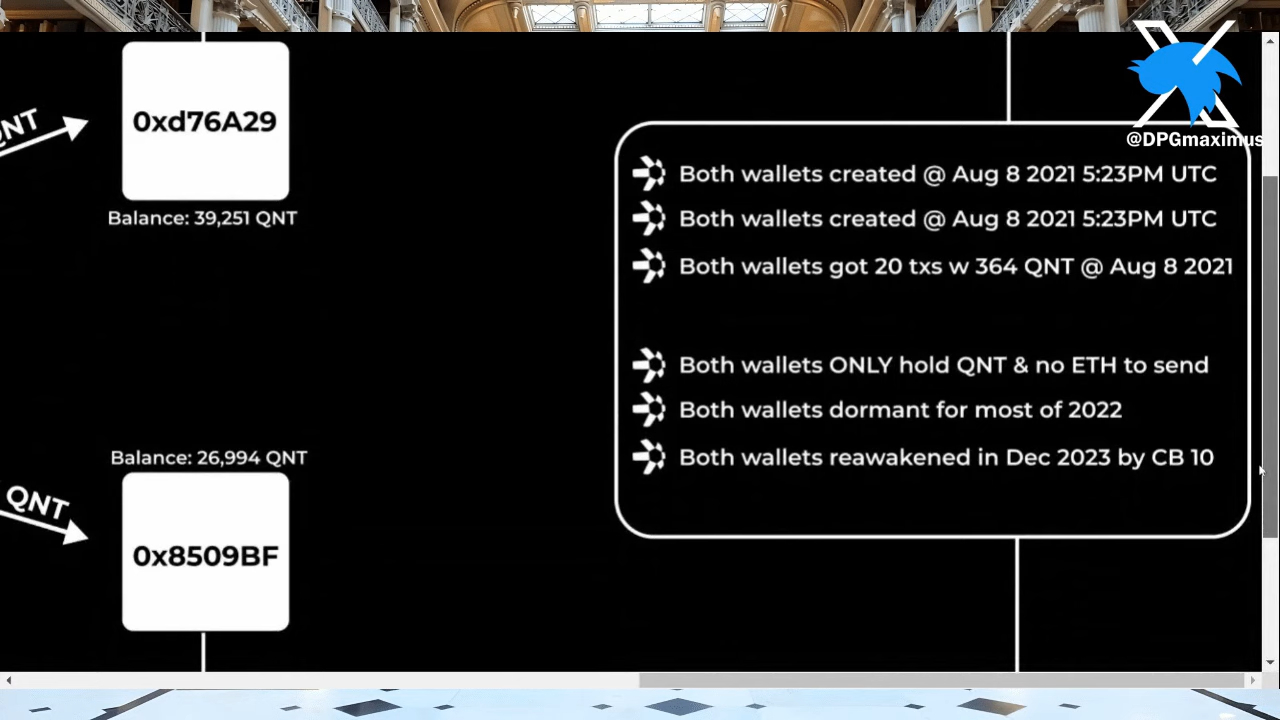 QNT
0xd76A29
Balance: 39,251 QNT
Balance: 26,994 QNT
QNT
0x8509BF
@DPGmaximus
Both wallets created @ Aug 8 2021 5:23PM UTC
Both wallets created @ Aug 8 2021 5:23PM UTC
Both wallets got 20 txs w 364 QNT @ Aug 8 2021
Both wallets ONLY hold QNT & no ETH to send
Both wallets dormant for most of 2022
Both wallets reawakened in Dec 2023 by CB 10